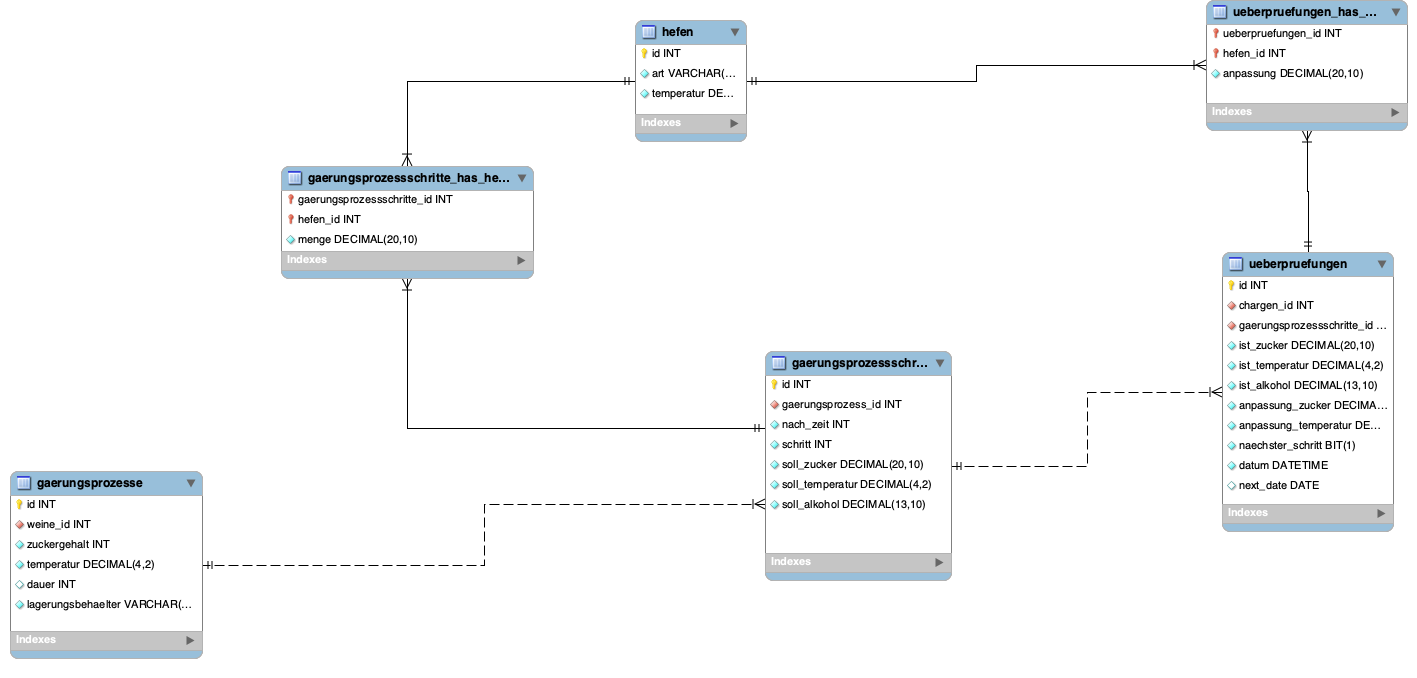 hefen
id INT
art VARCHAR(...
temperatur DE...
Indexes
ueberpruefungen_has_...
ueberpruefungen_id INT
hefen_id INT
anpassung DECIMAL(20,10)
Indexes
gaerungsprozessschritte_has_he...
gaerungsprozessschritte_id INT
hefen_id INT
menge DECIMAL(20,10)
Indexes
ueberpruefungen
id INT
chargen_id INT
gaerungsprozessschritte_id ...
ist_zucker DECIMAL(20,10)
ist_temperatur DECIMAL(4,2)
ist_alkohol DECIMAL(13,10)
anpassung_zucker DECIMA...
anpassung_temperatur DE...
naechster_schritt BIT(1)
datum DATETIME
next_date DATE
Indexes
gaerungsprozessschr...
id INT
gaerungsprozess_id INT
nach_zeit INT
schritt INT
soll_zucker DECIMAL(20,10)
soll_temperatur DECIMAL(4,2)
soll_alkohol DECIMAL(13,10)
Indexes
gaerungsprozesse
id INT
weine_id INT
zuckergehalt INT
temperatur DECIMAL(4,2)
dauer INT
lagerungsbehaelter VARCHAR(...
Indexes